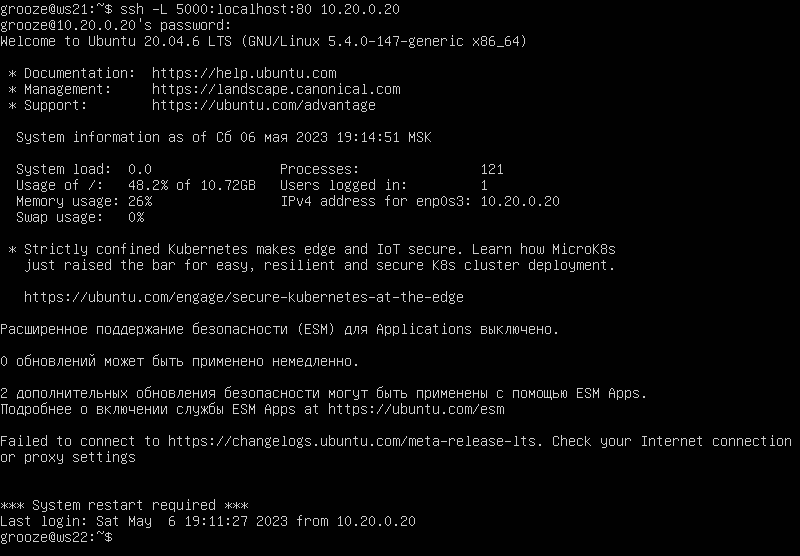 grooze@ws21:~$ ssh -L 5000:localhost:80 10.20.0.20
grooze@10.20.0.20's password:
Welcome to Ubuntu 20.04.6 LTS (GNU/Linux 5.4.0-147-generic x86_64)
* Documentation:  https://help.ubuntu.com
* Management:     https://landscape.canonical.com
* Support:        https://ubuntu.com/advantage
System information as of Сб 06 мая 2023 19:14:51 MSK
System load:  0.0                Processes:               121
Usage of /:   48.2% of 10.72GB   Users logged in:         1
Memory usage: 26%                IPv4 address for enp0s3: 10.20.0.20
Swap usage:   0%
* Strictly confined Kubernetes makes edge and IoT secure. Learn how MicroK8s
just raised the bar for easy, resilient and secure K8s cluster deployment.
https://ubuntu.com/engage/secure-kubernetes-at-the-edge
Расширенное поддержание безопасности (ESM) для Applications выключено.
0 обновлений может быть применено немедленно.
2 дополнительных обновления безопасности могут быть применены с помощью ESM Apps.
Подробнее о включении службы ESM Apps at https://ubuntu.com/esm
Failed to connect to https://changelogs.ubuntu.com/meta-release-lts. Check your Internet connection
or proxy settings
*** System restart required ***
Last login: Sat May  6 19:11:27 2023 from 10.20.0.20
grooze@ws22:~$